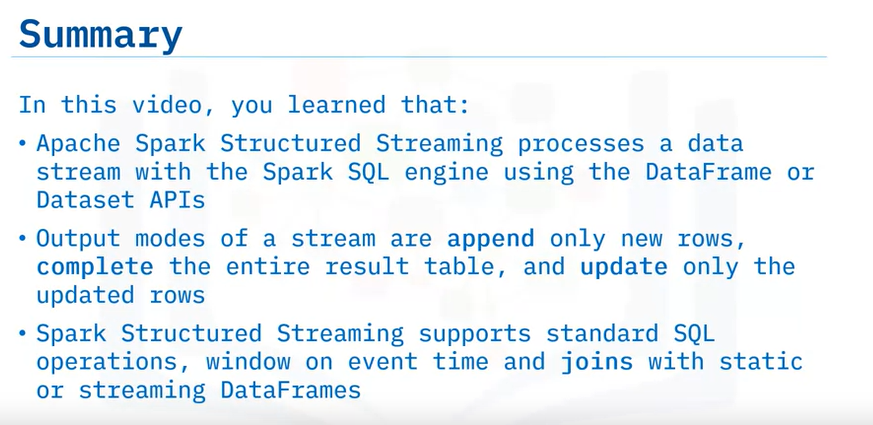 Summary
In this video, you learned that:
• Apache Spark Structured Streaming processes a data
stream with the Spark SQL engine using the DataFrame or
Dataset APIs
• Output modes of a stream are append only new rows,
complete the entire result table, and update only the
updated rows
• Spark Structured Streaming supports standard SQL
operations, window on event time and joins with static
or streaming DataFrames